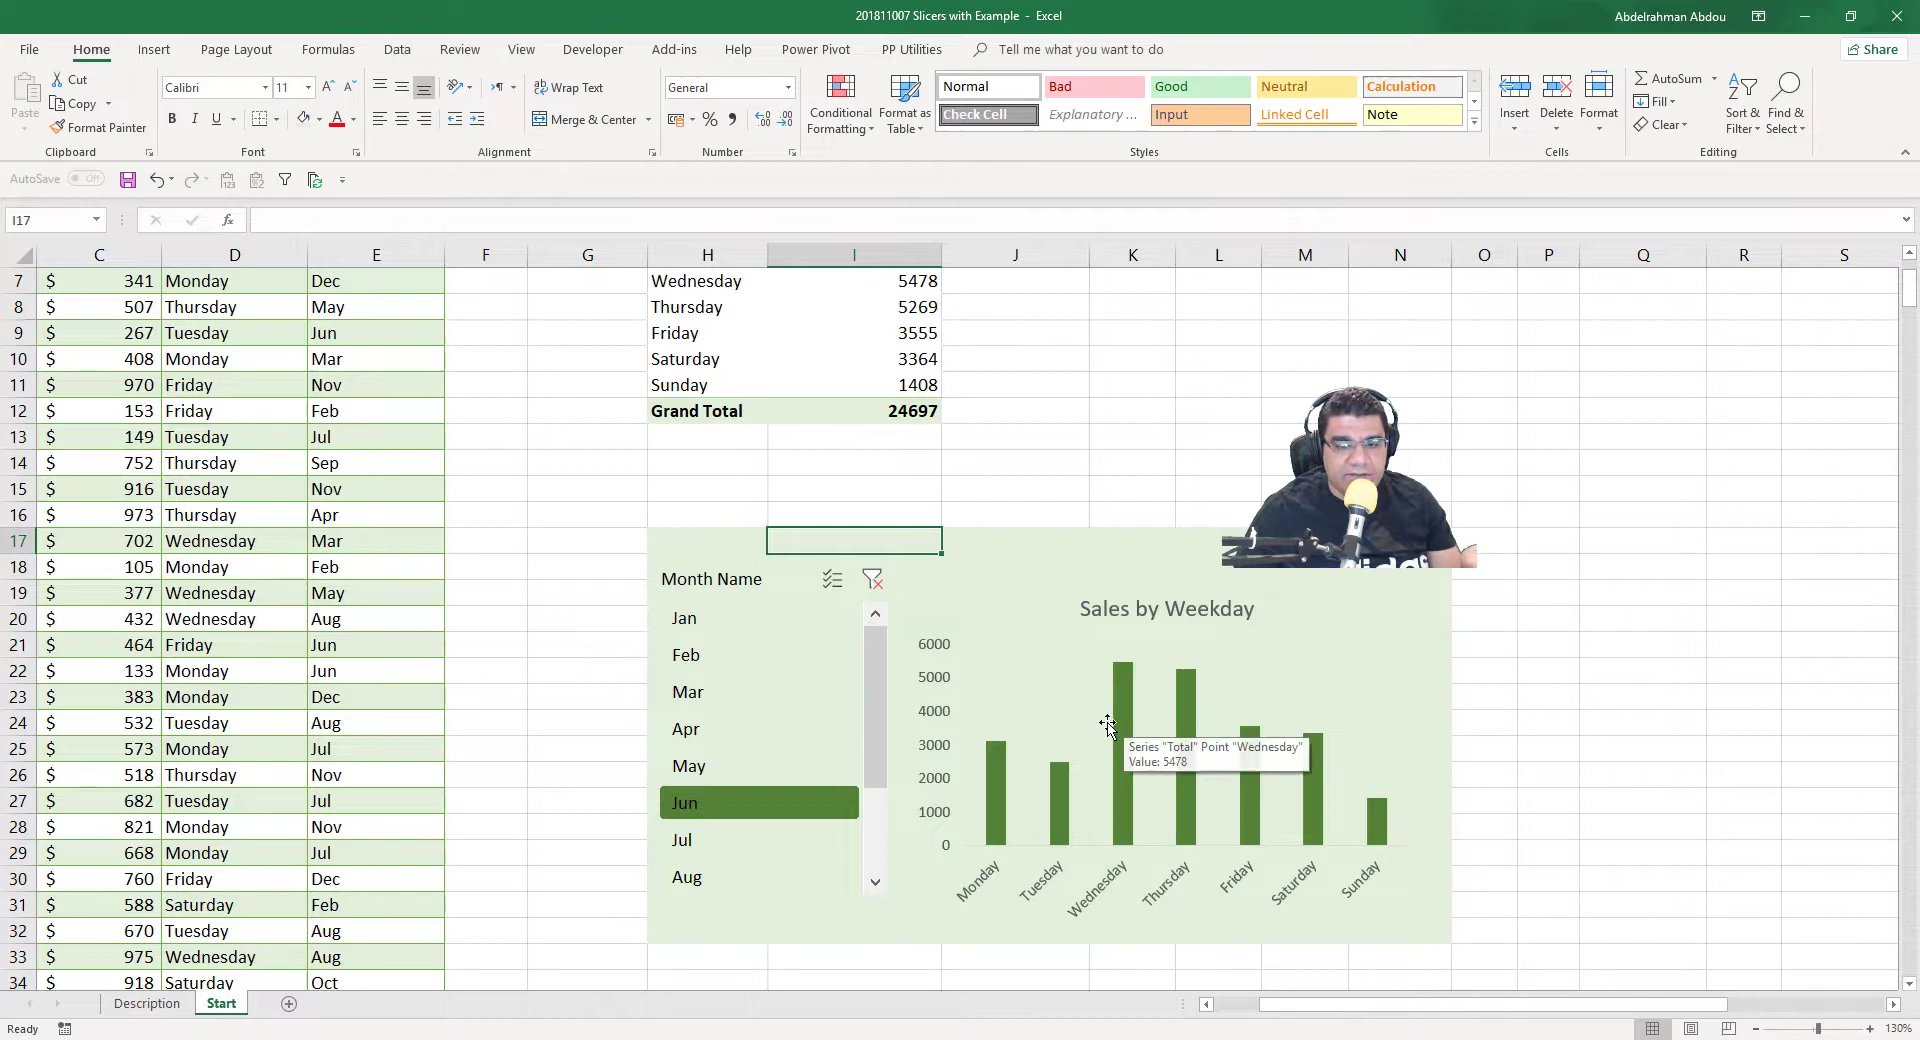 201811007 Slicers with Example - Excel
Abdelrahman Abdou
File Home Insert Page Layout Formulas Data Review View Developer Add-ins Help Power Pivot PP Utilities Tell me what you want to do Share
Cut
Copy
Format Painter
Paste
Clipboard
Calibri 11
B I U
Font
Wrap Text
Merge & Center
Alignment
General
Number
Conditional Formatting
Format as Table
Normal Bad Good Neutral Calculation
Check Cell Explanatory ... Input Linked Cell Note
Styles
Insert Delete Format
Cells
AutoSum
Fill
Clear
Sort & Filter
Find & Select
Editing
AutoSave Off
I17
fx
C D E F G H I J K L M N O P Q R S
7 $ 341 Monday Dec Wednesday 5478
8 $ 507 Thursday May Thursday 5269
9 $ 267 Tuesday Jun Friday 3555
10 $ 408 Monday Mar Saturday 3364
11 $ 970 Friday Nov Sunday 1408
12 $ 153 Friday Feb Grand Total 24697
13 $ 149 Tuesday Jul
14 $ 752 Thursday Sep
15 $ 916 Tuesday Nov
16 $ 973 Thursday Apr
17 $ 702 Wednesday Mar
18 $ 105 Monday Feb
19 $ 377 Wednesday May
20 $ 432 Wednesday Aug
21 $ 464 Friday Jun
22 $ 133 Monday Jun
23 $ 383 Monday Dec
24 $ 532 Tuesday Aug
25 $ 573 Monday Jul
26 $ 518 Thursday Nov
27 $ 682 Tuesday Jul
28 $ 821 Monday Nov
29 $ 668 Monday Jul
30 $ 760 Friday Dec
31 $ 588 Saturday Feb
32 $ 670 Tuesday Aug
33 $ 975 Wednesday Aug
34 $ 918 Saturday Oct
Month Name
Jan
Feb
Mar
Apr
May
Jun
Jul
Aug
Sales by Weekday
6000
5000
4000
3000
2000
1000
0
Series "Total" Point "Wednesday"
Value: 5478
Monday Tuesday Wednesday Thursday Friday Saturday Sunday
Description Start
Ready
130%